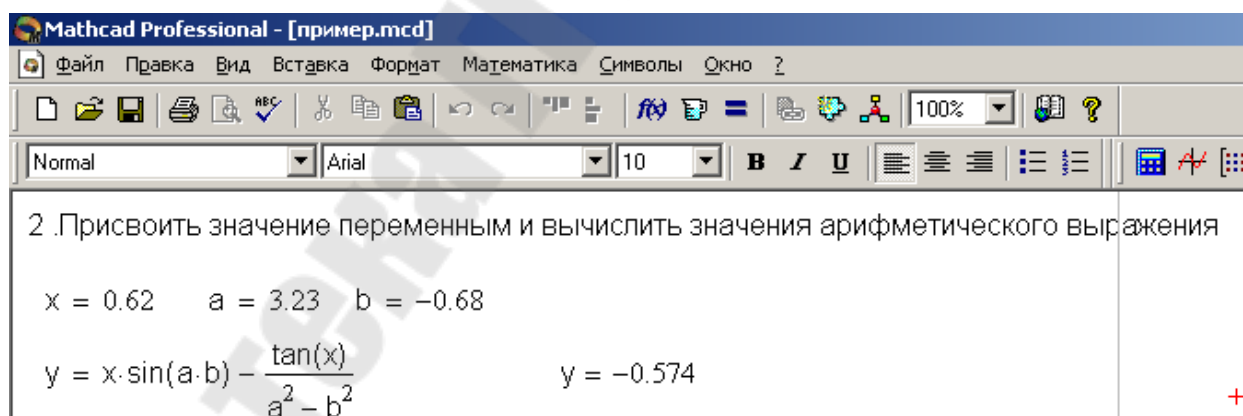 Mathcad Professional - [пример.mcd]
Файл Правка Вид Вставка Формат Математика Символы Окно ?
ABC f(x) = 100% ?
Normal Arial 10 B I U
2 .Присвоить значение переменным и вычислить значения арифметического выражения
x = 0.62 a = 3.23 b = −0.68
y = x·sin(a·b) − tan(x) / (a² − b²) y = −0.574